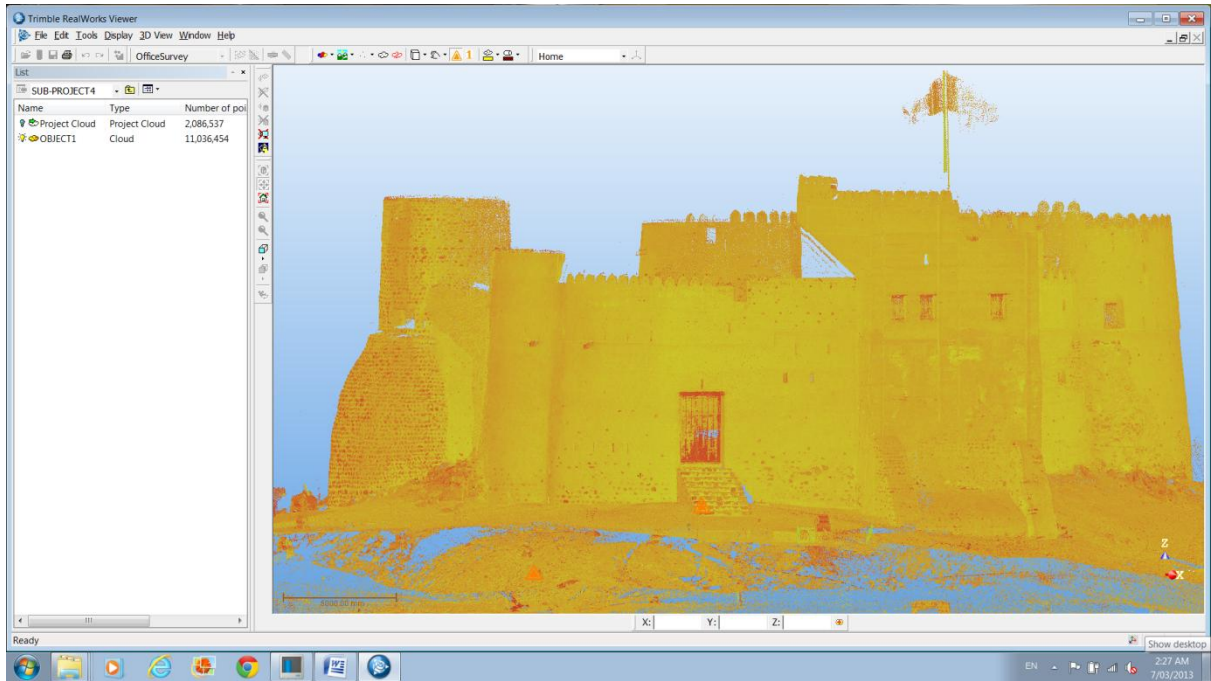 Trimble RealWorks Viewer
File Edit Tools Display 3D View Window Help
OfficeSurvey 1 Home
List
SUB-PROJECT4
Name Type Number of poi
Project Cloud Project Cloud 2,086,537
OBJECT1 Cloud 11,036,454
Z
X
X: Y: Z:
Ready
Show desktop
EN 2:27 AM
7/03/2013